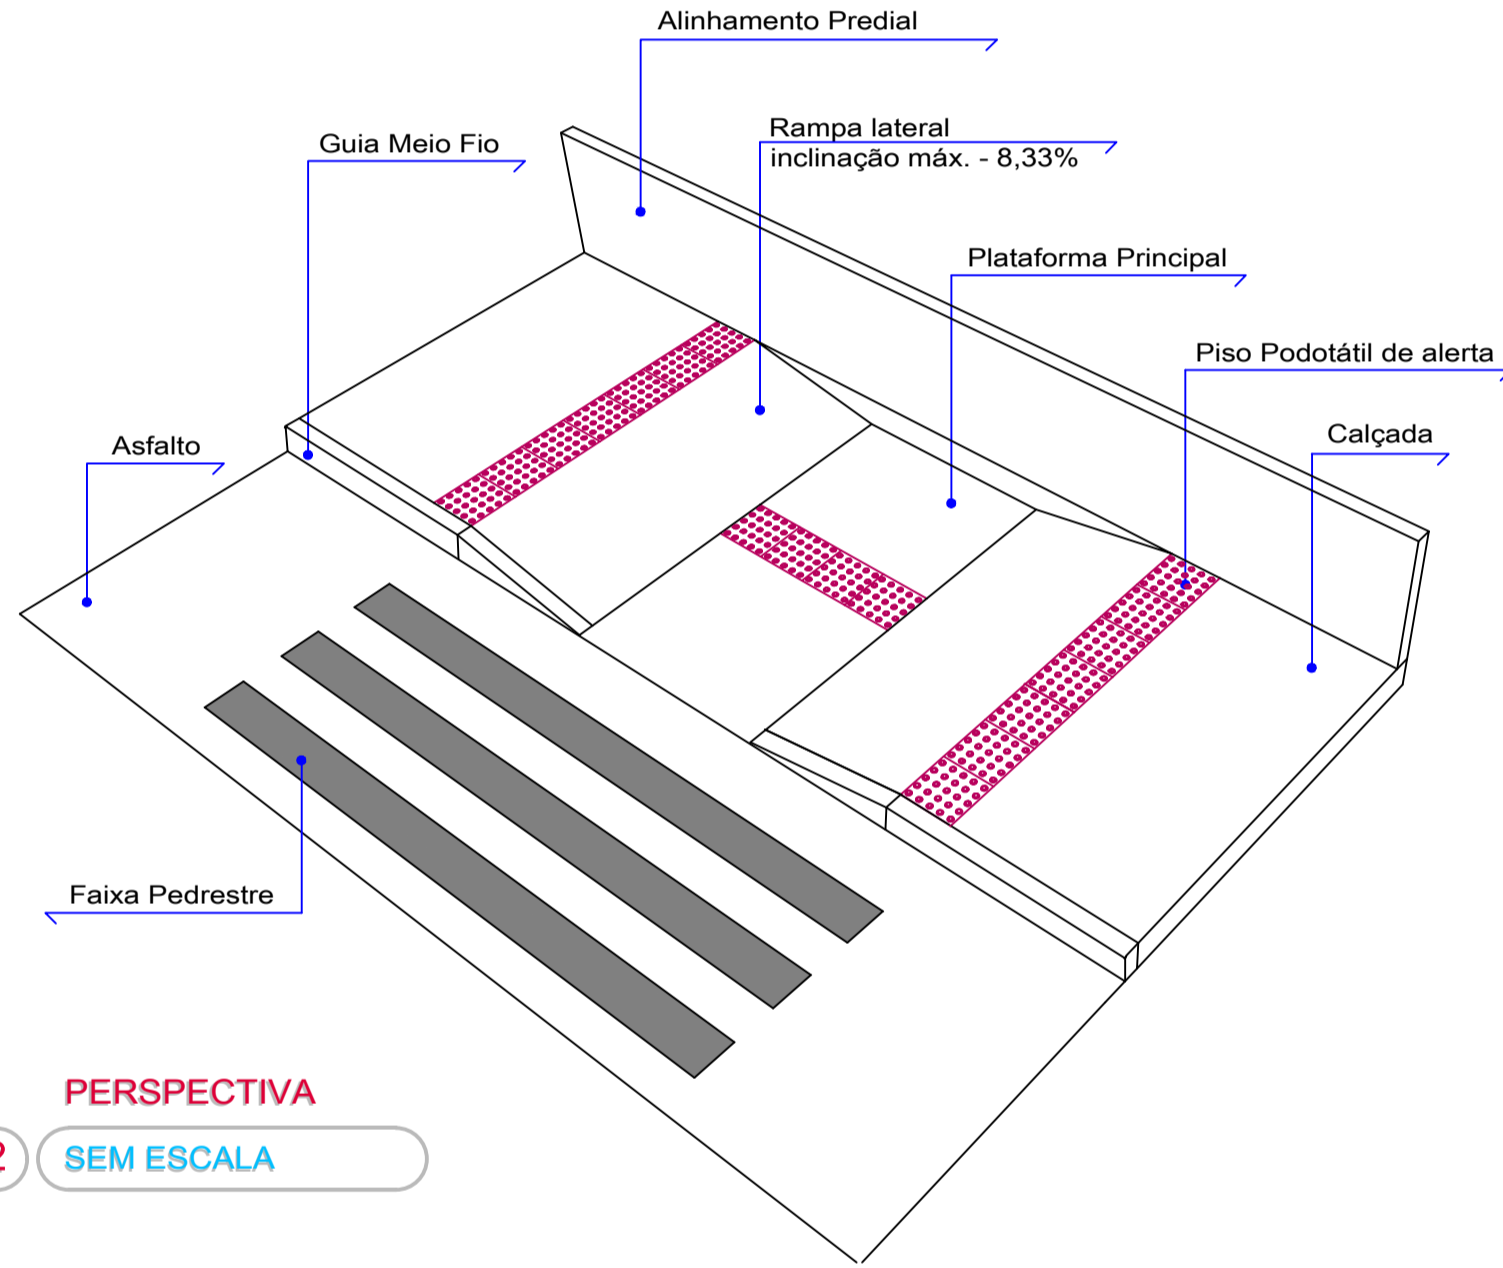 Alinhamento Predial
Guia Meio Fio
Rampa lateral
inclinação máx. - 8,33%
Plataforma Principal
Piso Podotátil de alerta
Calçada
Asfalto
Faixa Pedrestre
PERSPECTIVA
2
SEM ESCALA